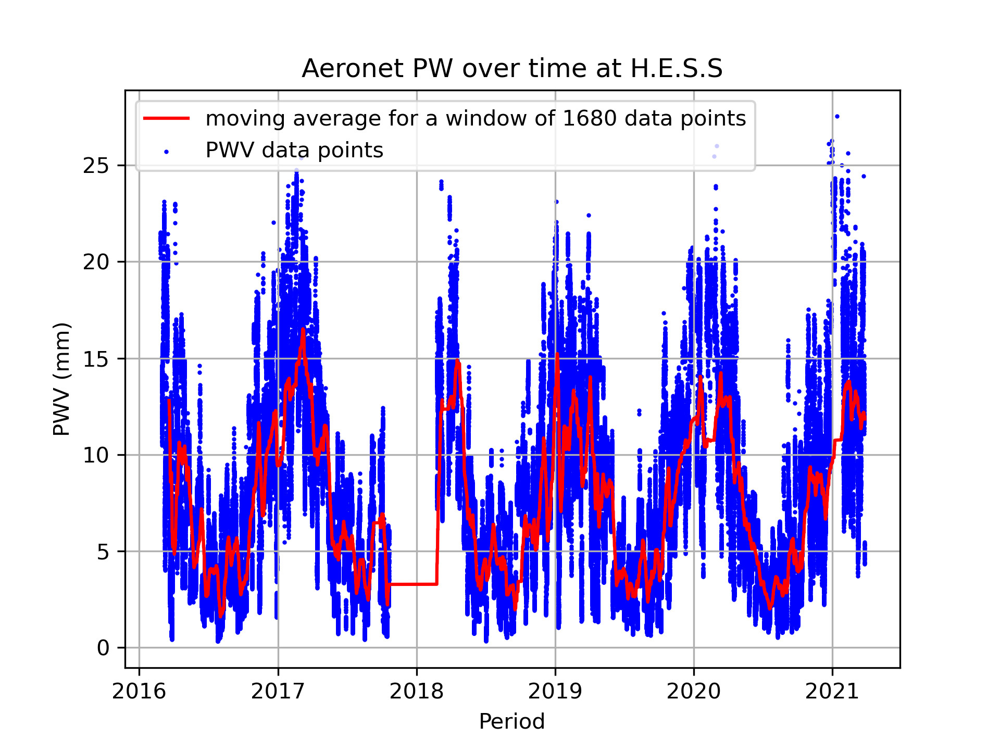 Aeronet PW over time at H.E.S.S
moving average for a window of 1680 data points
PWV data points
25
20
15
10
5
0
PWV (mm)
2016 2017 2018 2019 2020 2021
Period